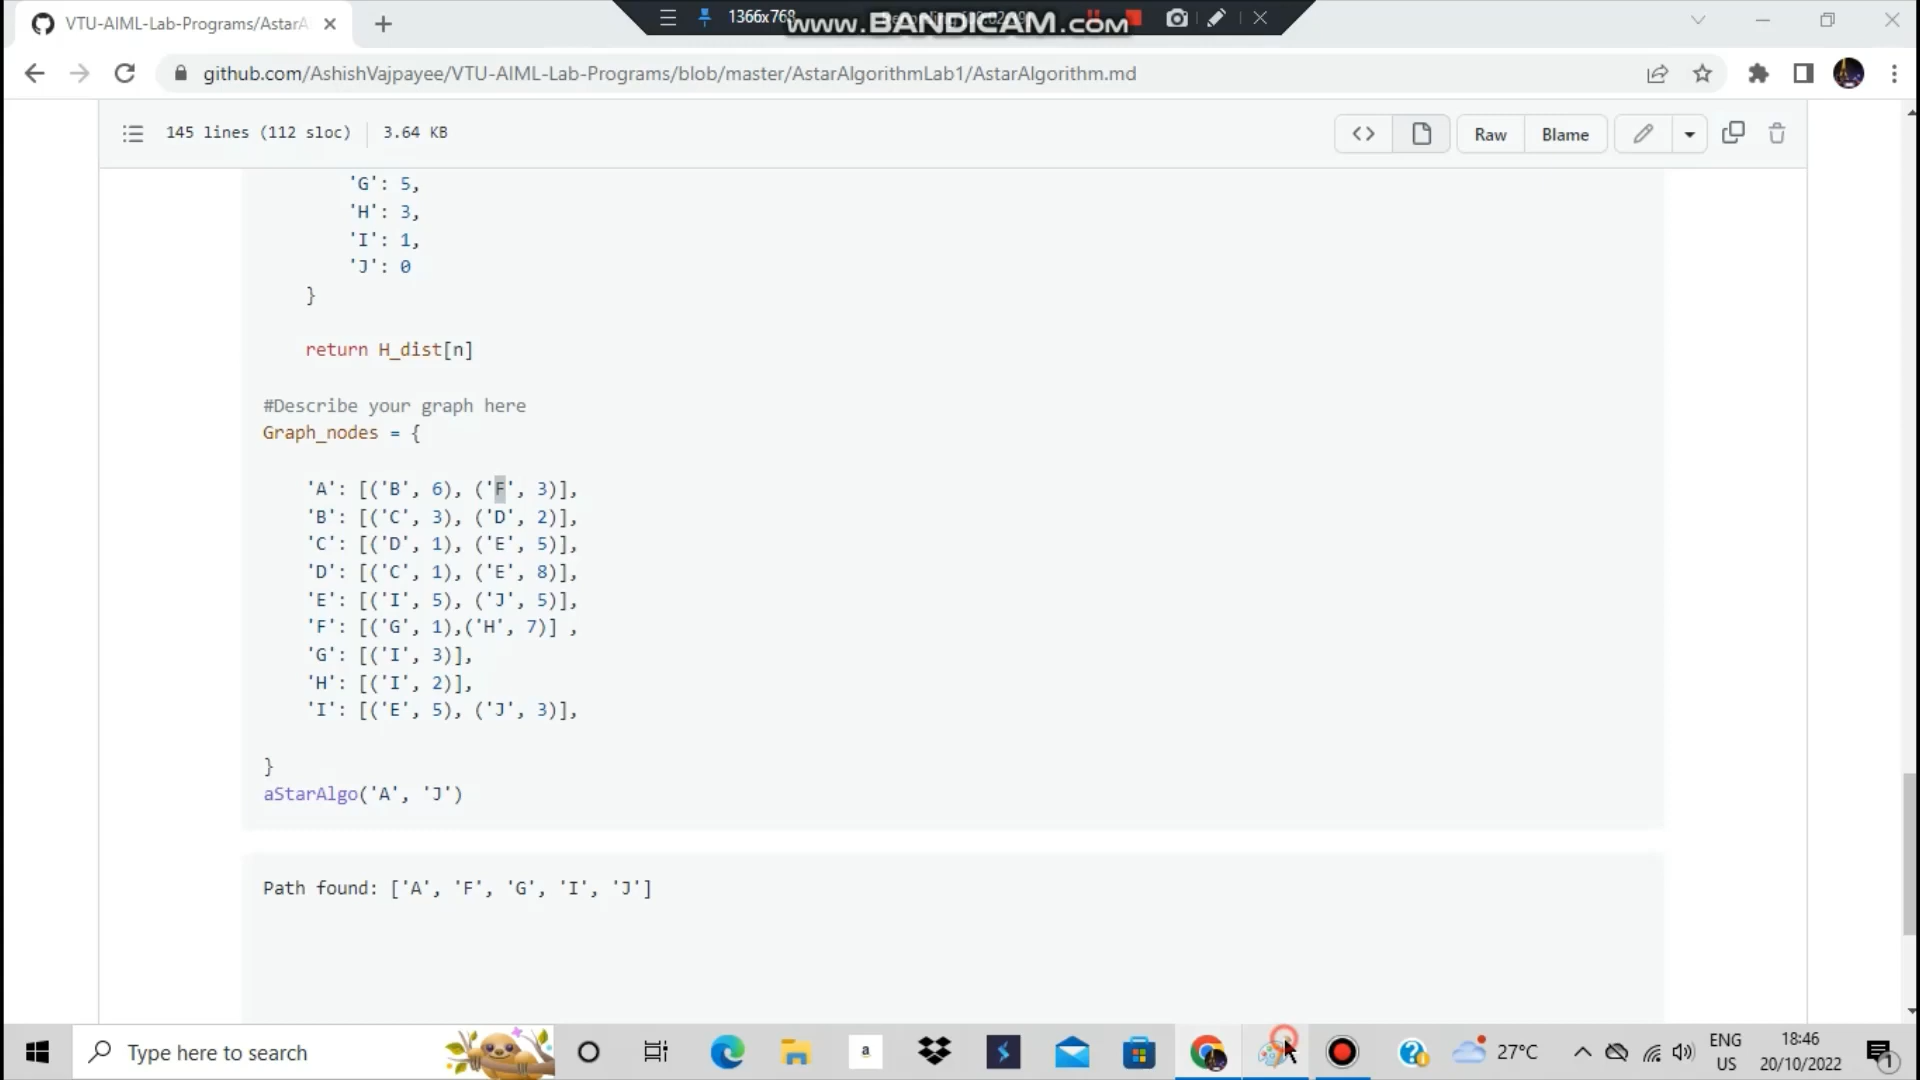 VTU-AIML-Lab-Programs/AstarA
1366x768
www.BANDICAM.com
github.com/AshishVajpayee/VTU-AIML-Lab-Programs/blob/master/AstarAlgorithmLab1/AstarAlgorithm.md
145 lines (112 sloc) 3.64 KB
Raw Blame
'G': 5,
'H': 3,
'I': 1,
'J': 0
}
return H_dist[n]
#Describe your graph here
Graph_nodes = {
'A': [('B', 6), ('F', 3)],
'B': [('C', 3), ('D', 2)],
'C': [('D', 1), ('E', 5)],
'D': [('C', 1), ('E', 8)],
'E': [('I', 5), ('J', 5)],
'F': [('G', 1),('H', 7)] ,
'G': [('I', 3)],
'H': [('I', 2)],
'I': [('E', 5), ('J', 3)],
}
aStarAlgo('A', 'J')
Path found: ['A', 'F', 'G', 'I', 'J']
Type here to search
a
27°C
ENG
US
18:46
20/10/2022
1